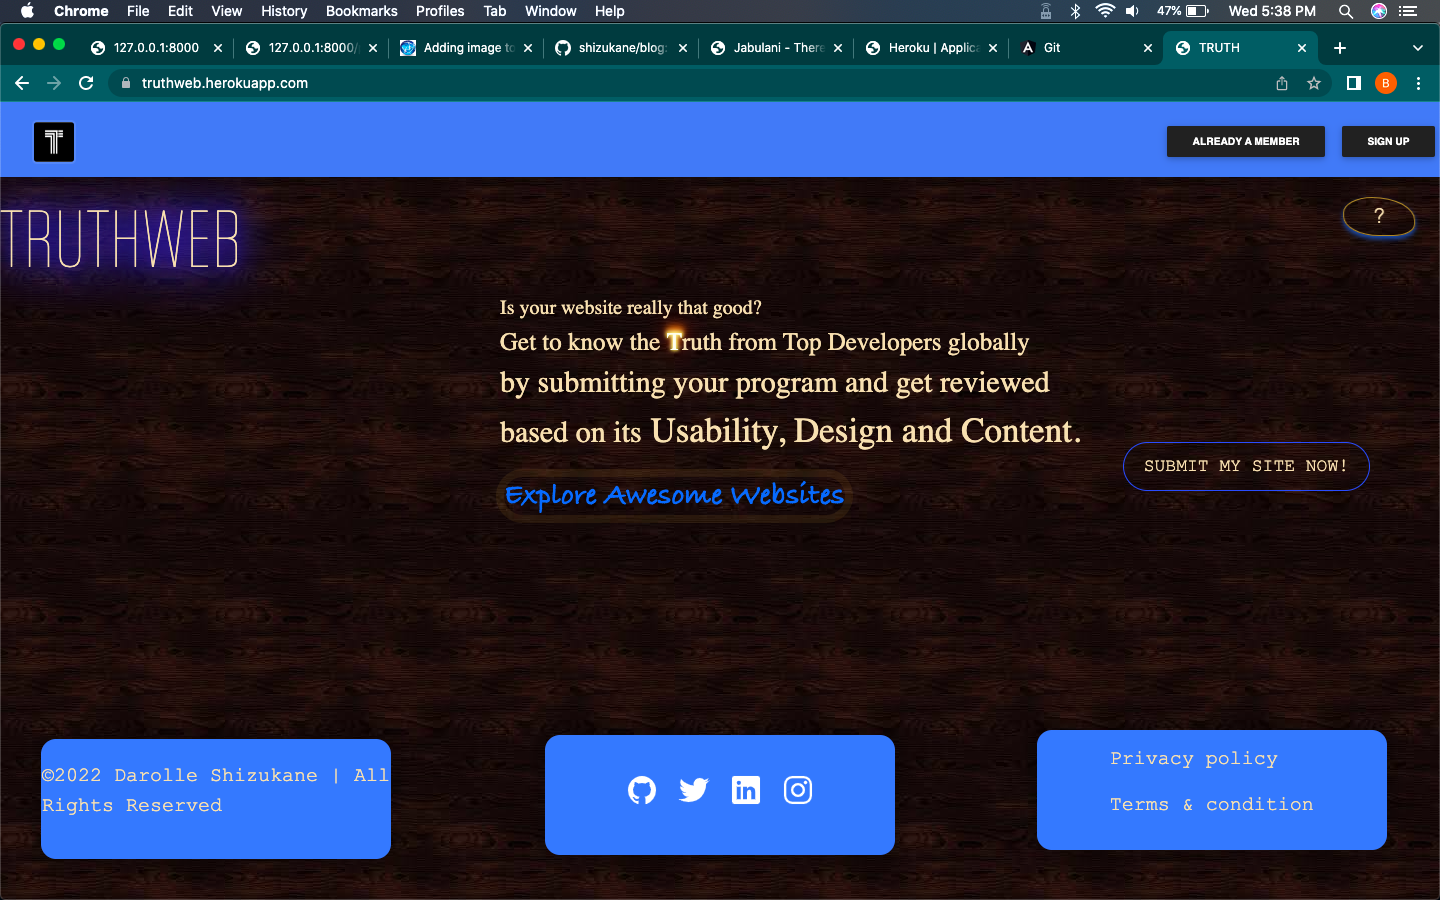 Chrome File Edit View History Bookmarks Profiles Tab Window Help 47% Wed 5:38 PM
127.0.0.1:8000 127.0.0.1:8000/ Adding image to shizukane/blog: Jabulani - There Heroku | Applica Git TRUTH
truthweb.herokuapp.com B
T ALREADY A MEMBER SIGN UP
TRUTHWEB ?
Is your website really that good?
Get to know the Truth from Top Developers globally
by submitting your program and get reviewed
based on its Usability, Design and Content.
SUBMIT MY SITE NOW!
Explore Awesome Websites
©2022 Darolle Shizukane | All
Rights Reserved
Privacy policy
Terms & condition